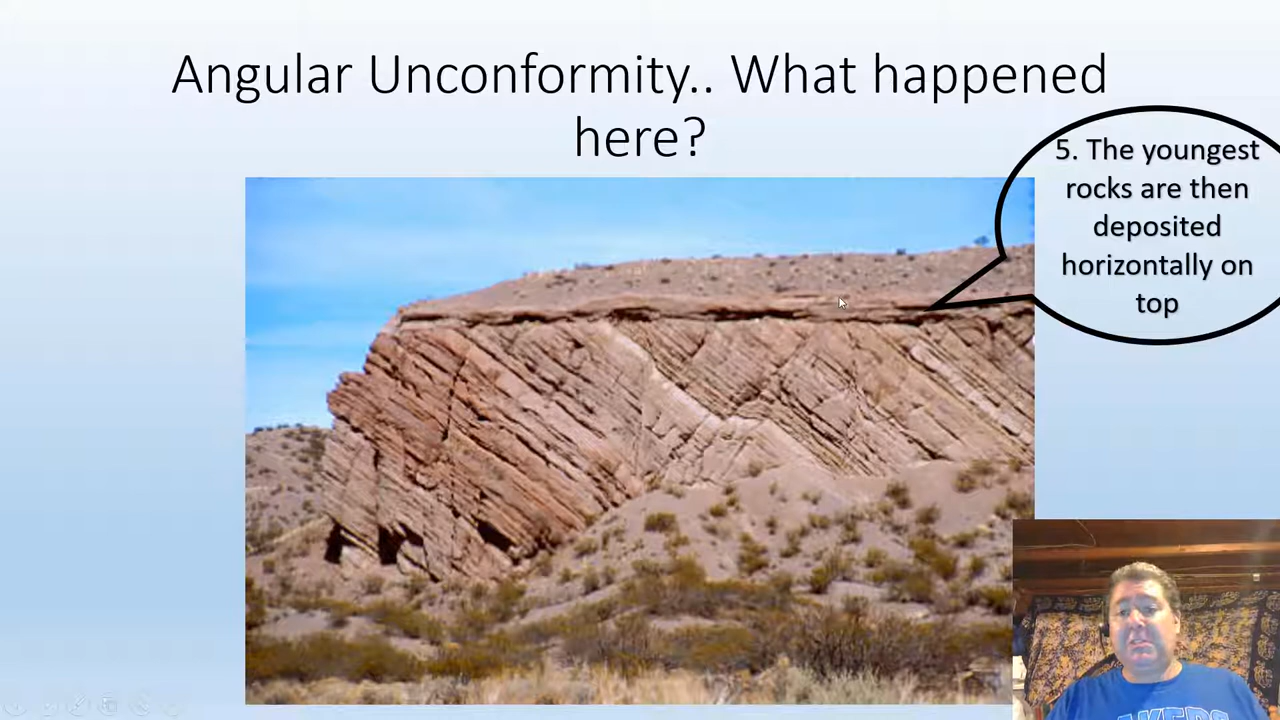 Angular Unconformity.. What happened
here?
5. The youngest
rocks are then
deposited
horizontally on
top